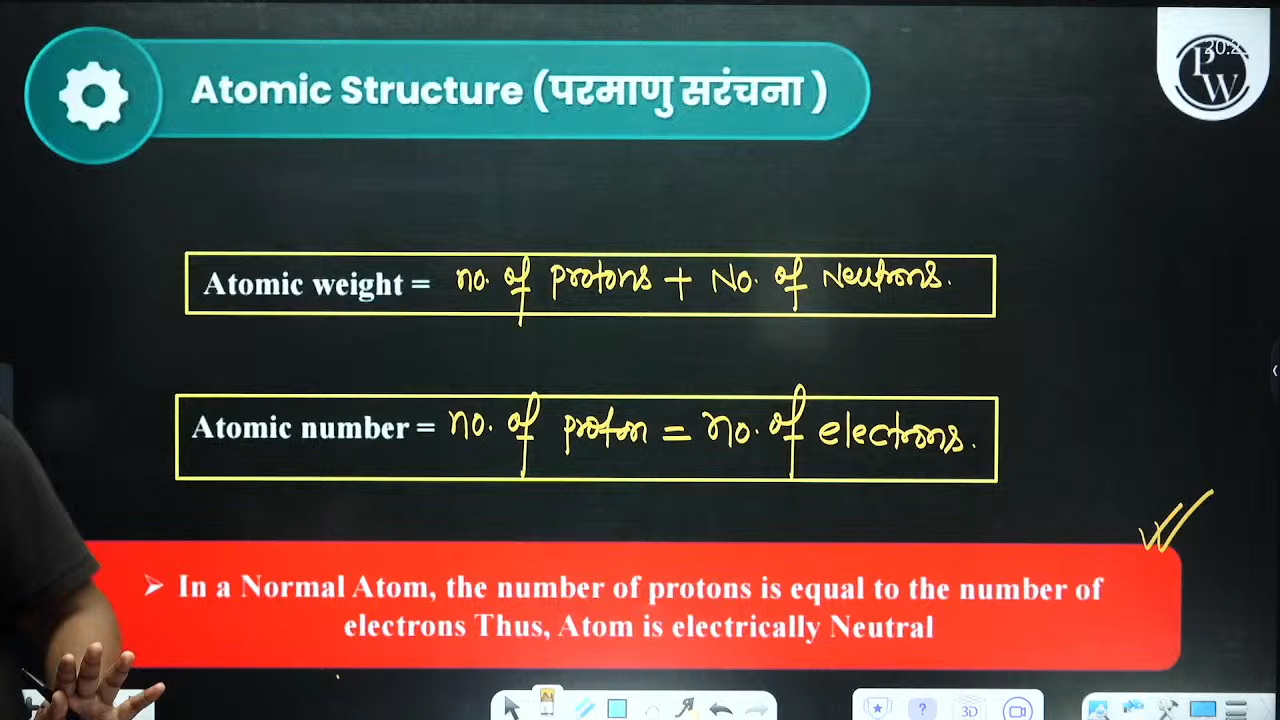 Atomic Structure (परमाणु सरंचना )
PW
Atomic weight = no. of protons + No. of Neutrons.
Atomic number = no. of proton = no. of electrons.
➤ In a Normal Atom, the number of protons is equal to the number of
electrons Thus, Atom is electrically Neutral
3D